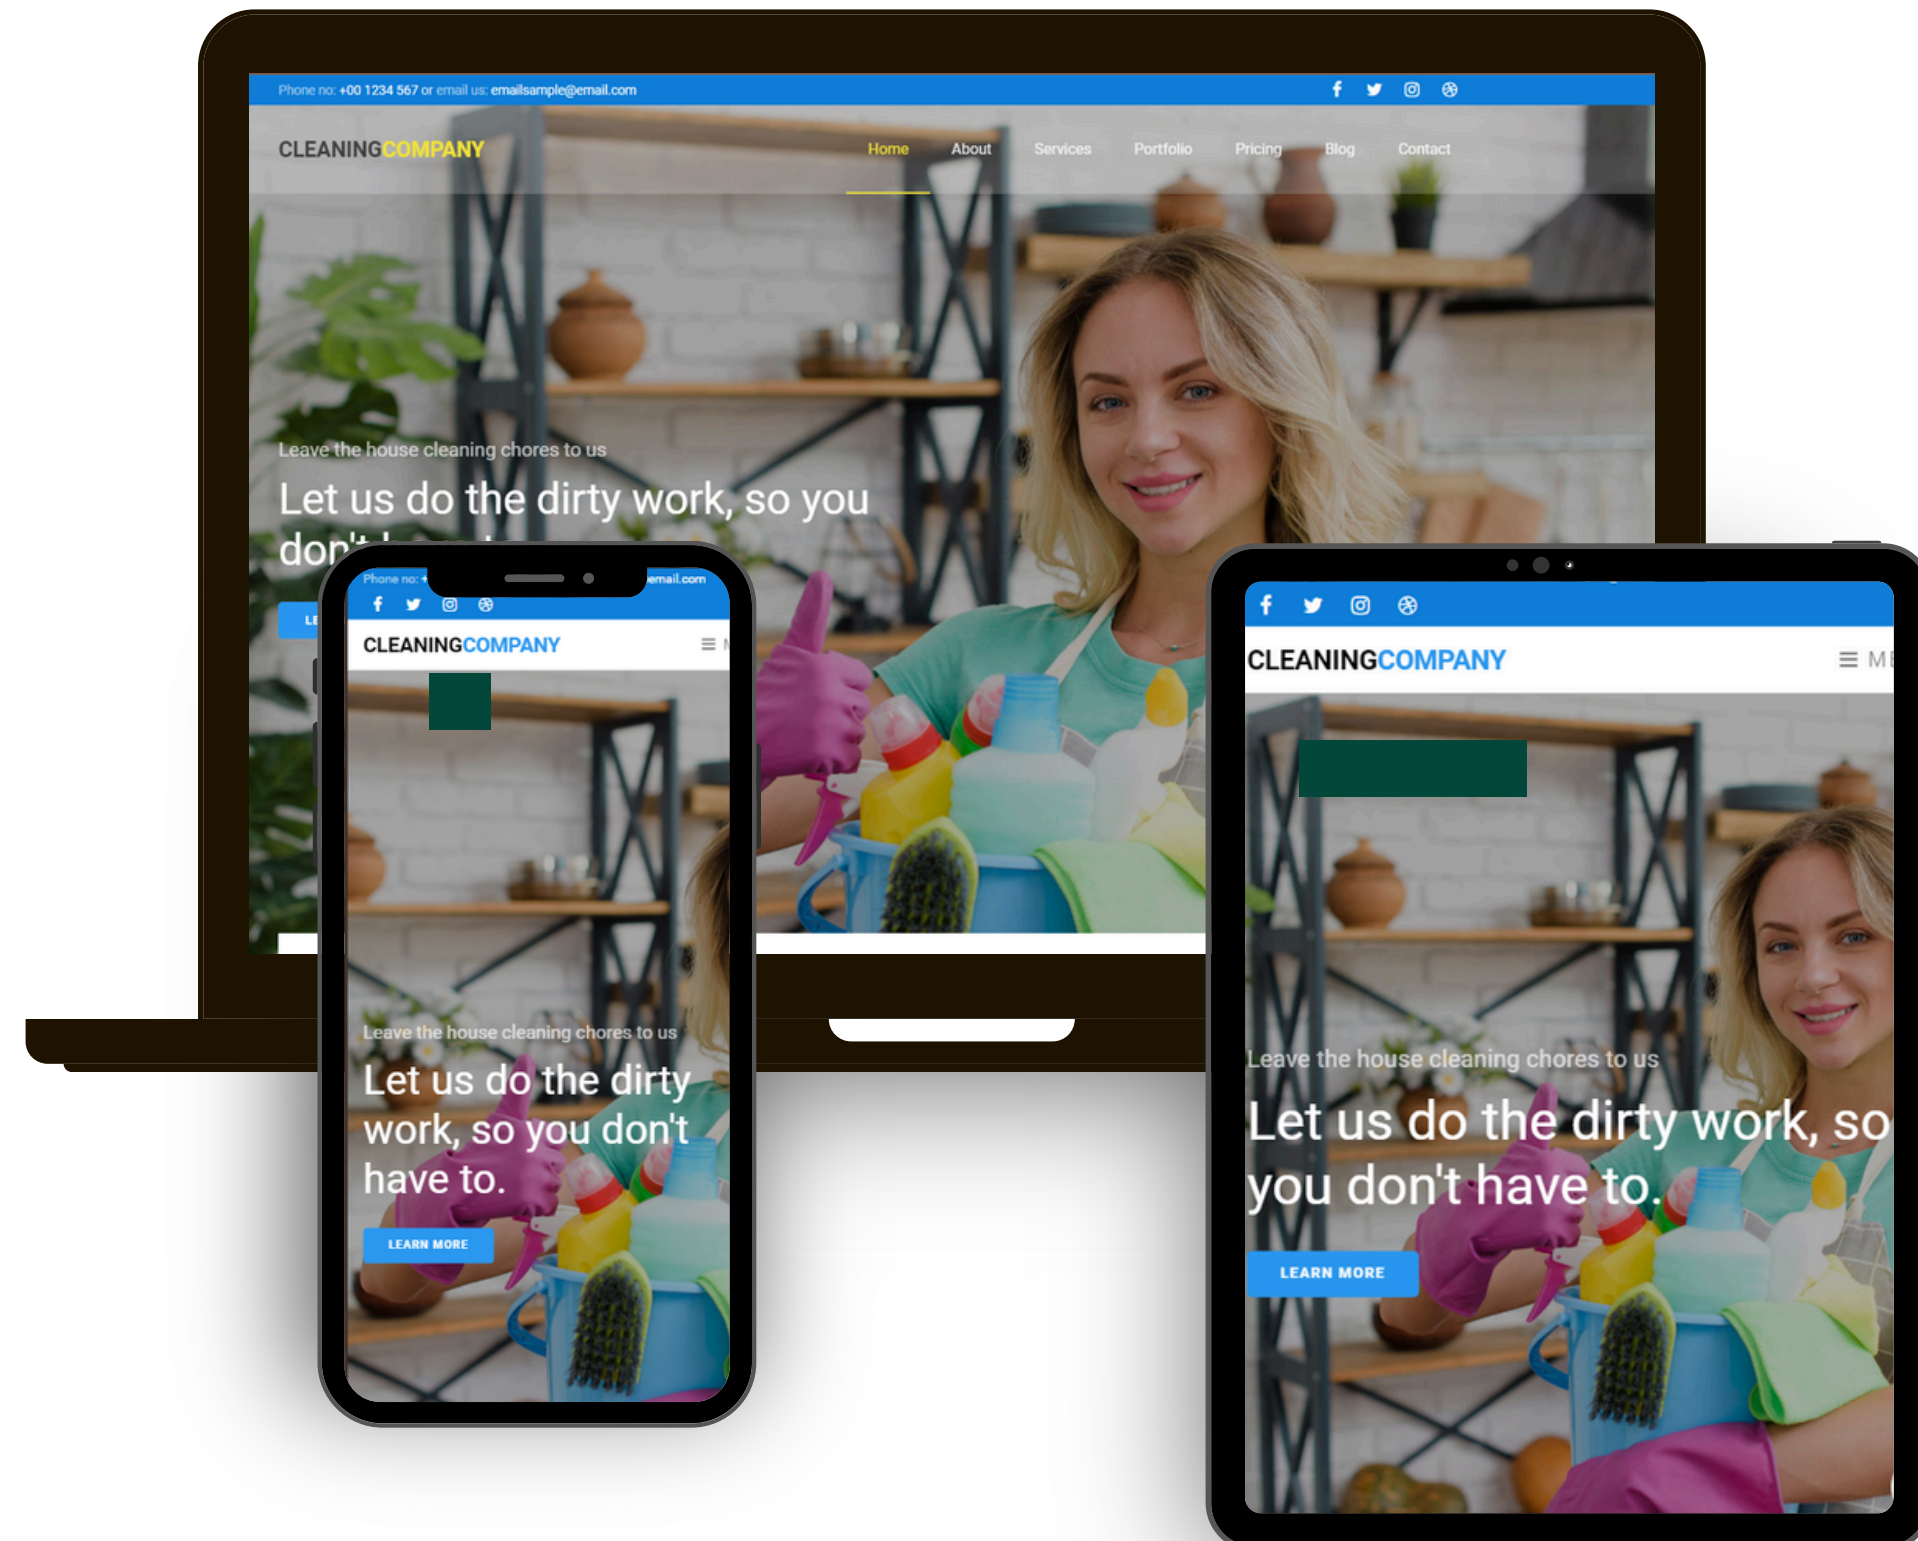 Phone no: +00 1234 567 or email us: emailsample@email.com
CLEANINGCOMPANY
Home About Services Portfolio Pricing Blog Contact
Leave the house cleaning chores to us
Let us do the dirty work, so you
don't
Phone no:
CLEANINGCOMPANY
Leave the house cleaning chores to us
Let us do the dirty
work, so you don't
have to.
LEARN MORE
CLEANINGCOMPANY
Leave the house cleaning chores to us
Let us do the dirty work, so
you don't have to.
LEARN MORE